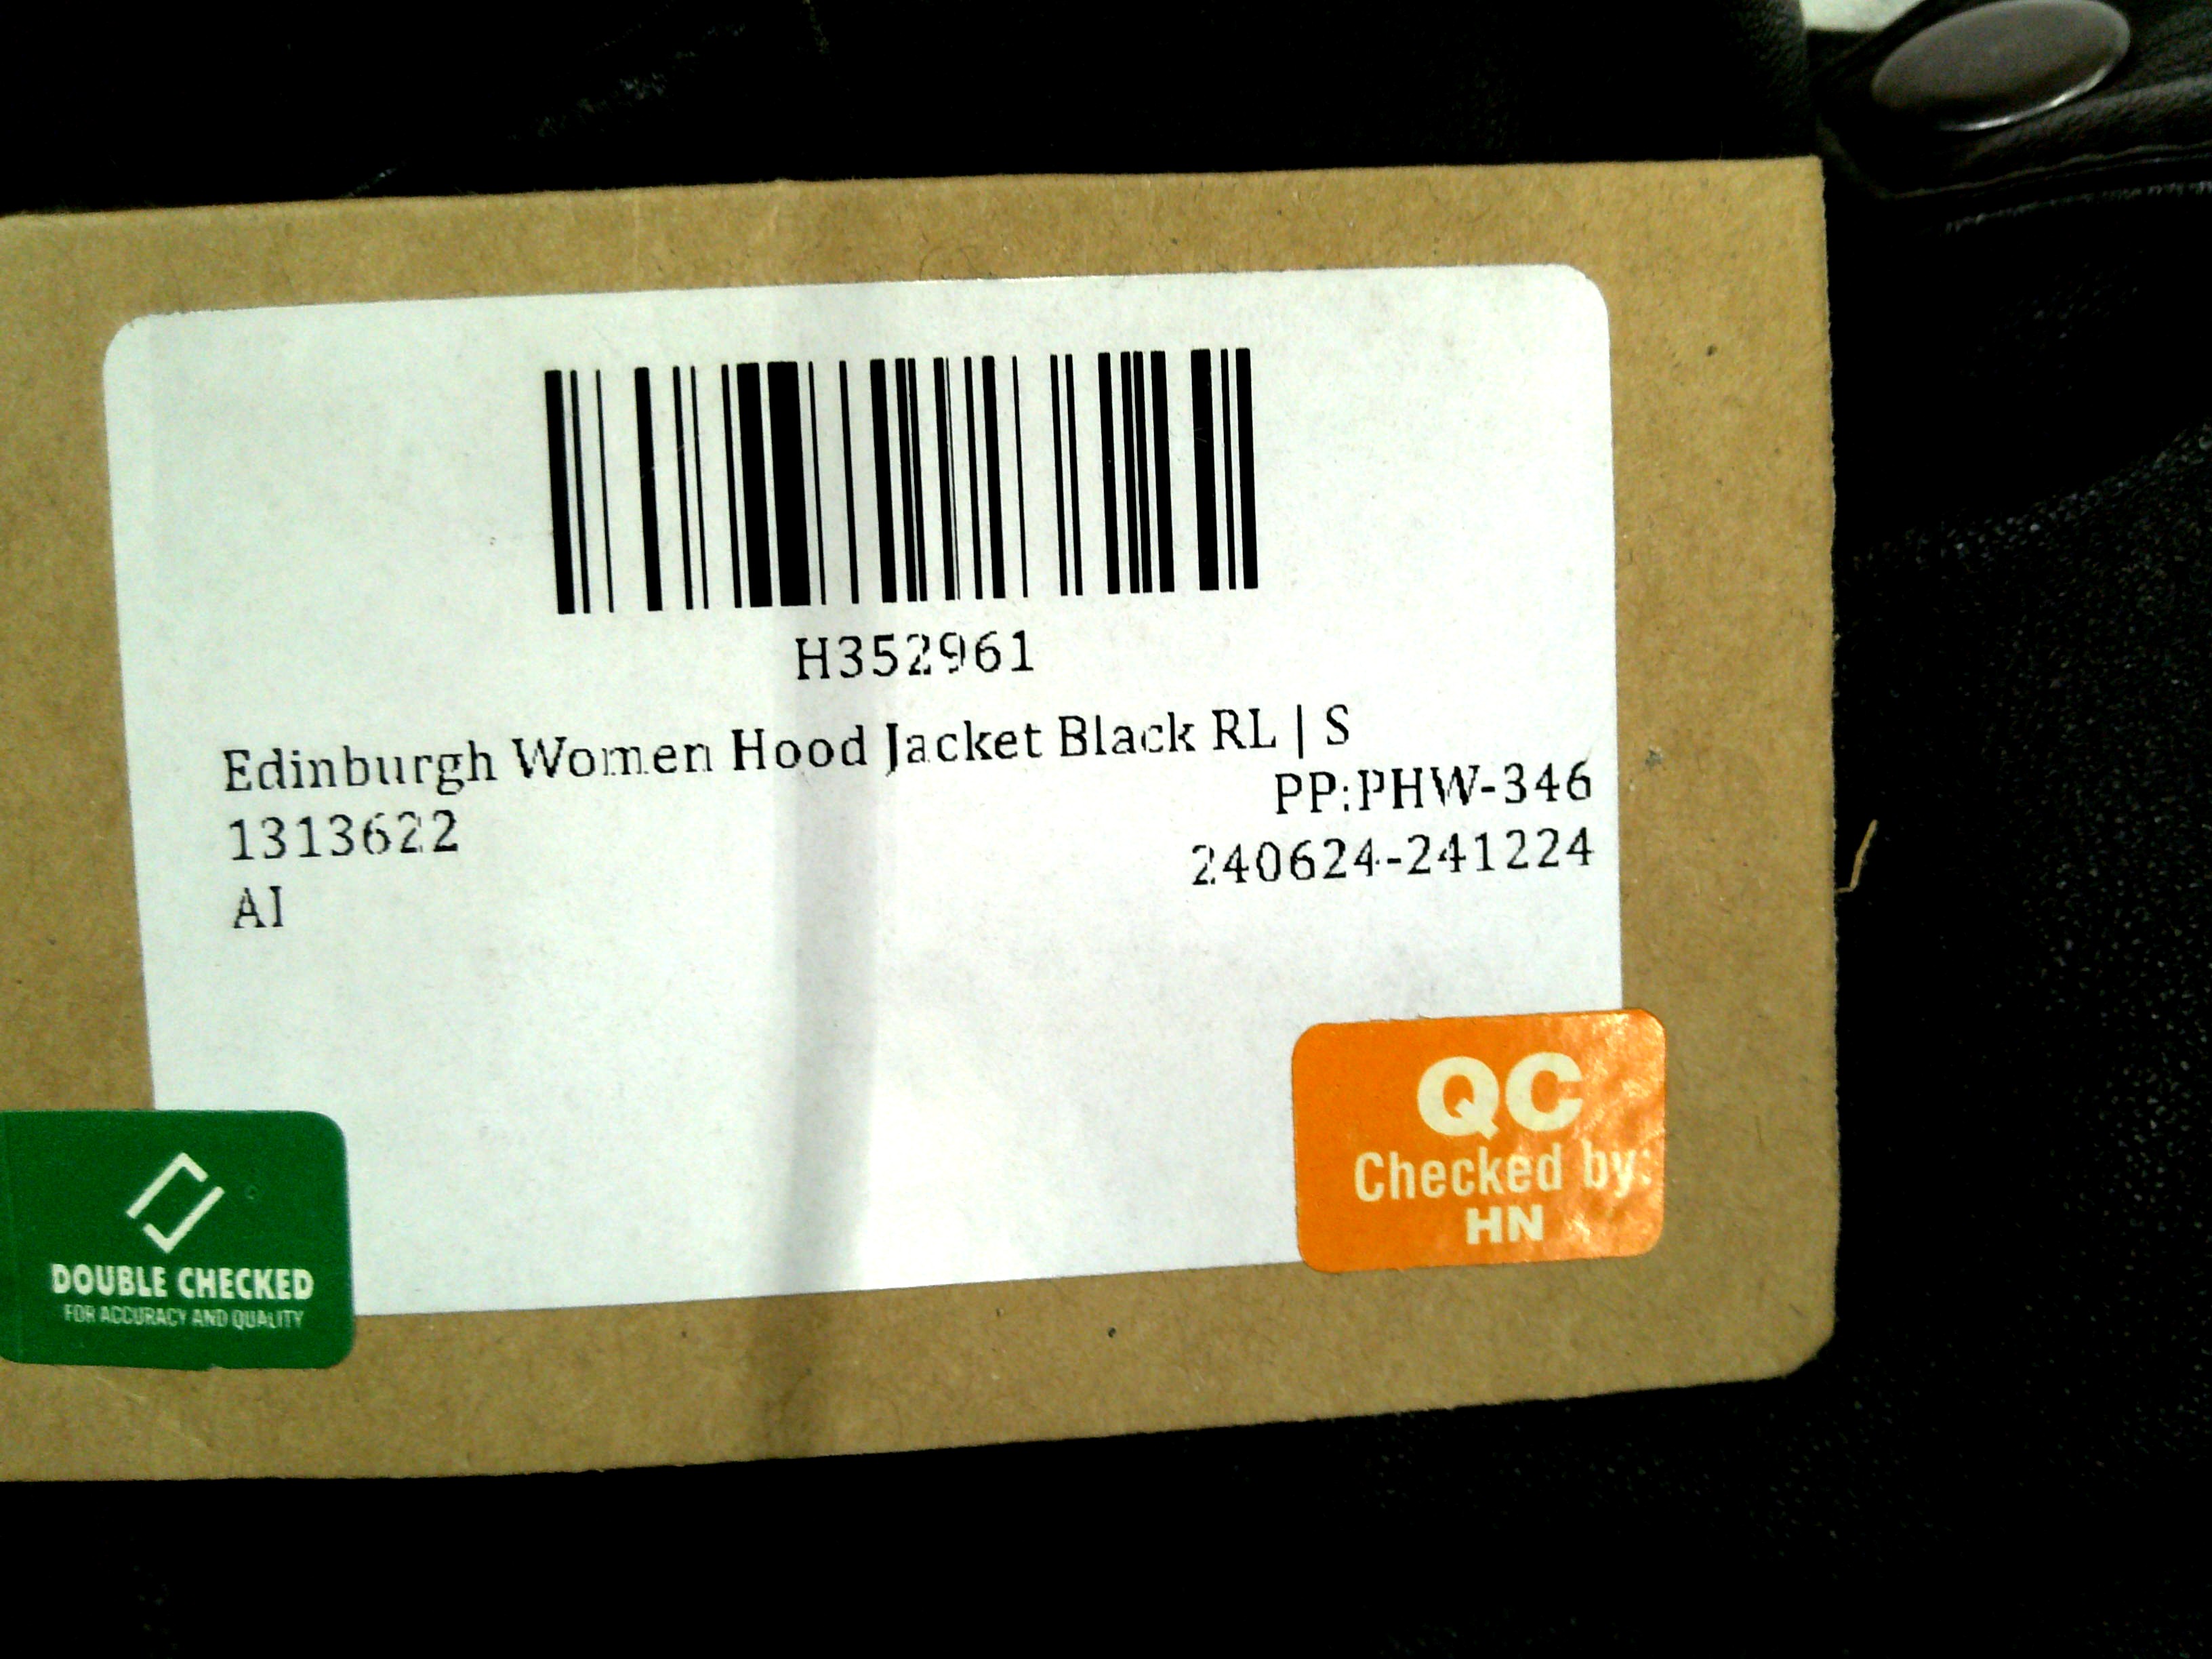 H352961
Edinburgh Women Hood Jacket Black RL | S
PP:PHW-346
1313622
240624-241224
AI
QC
Checked by:
HN
DOUBLE CHECKED
FOR ACCURACY AND QUALITY